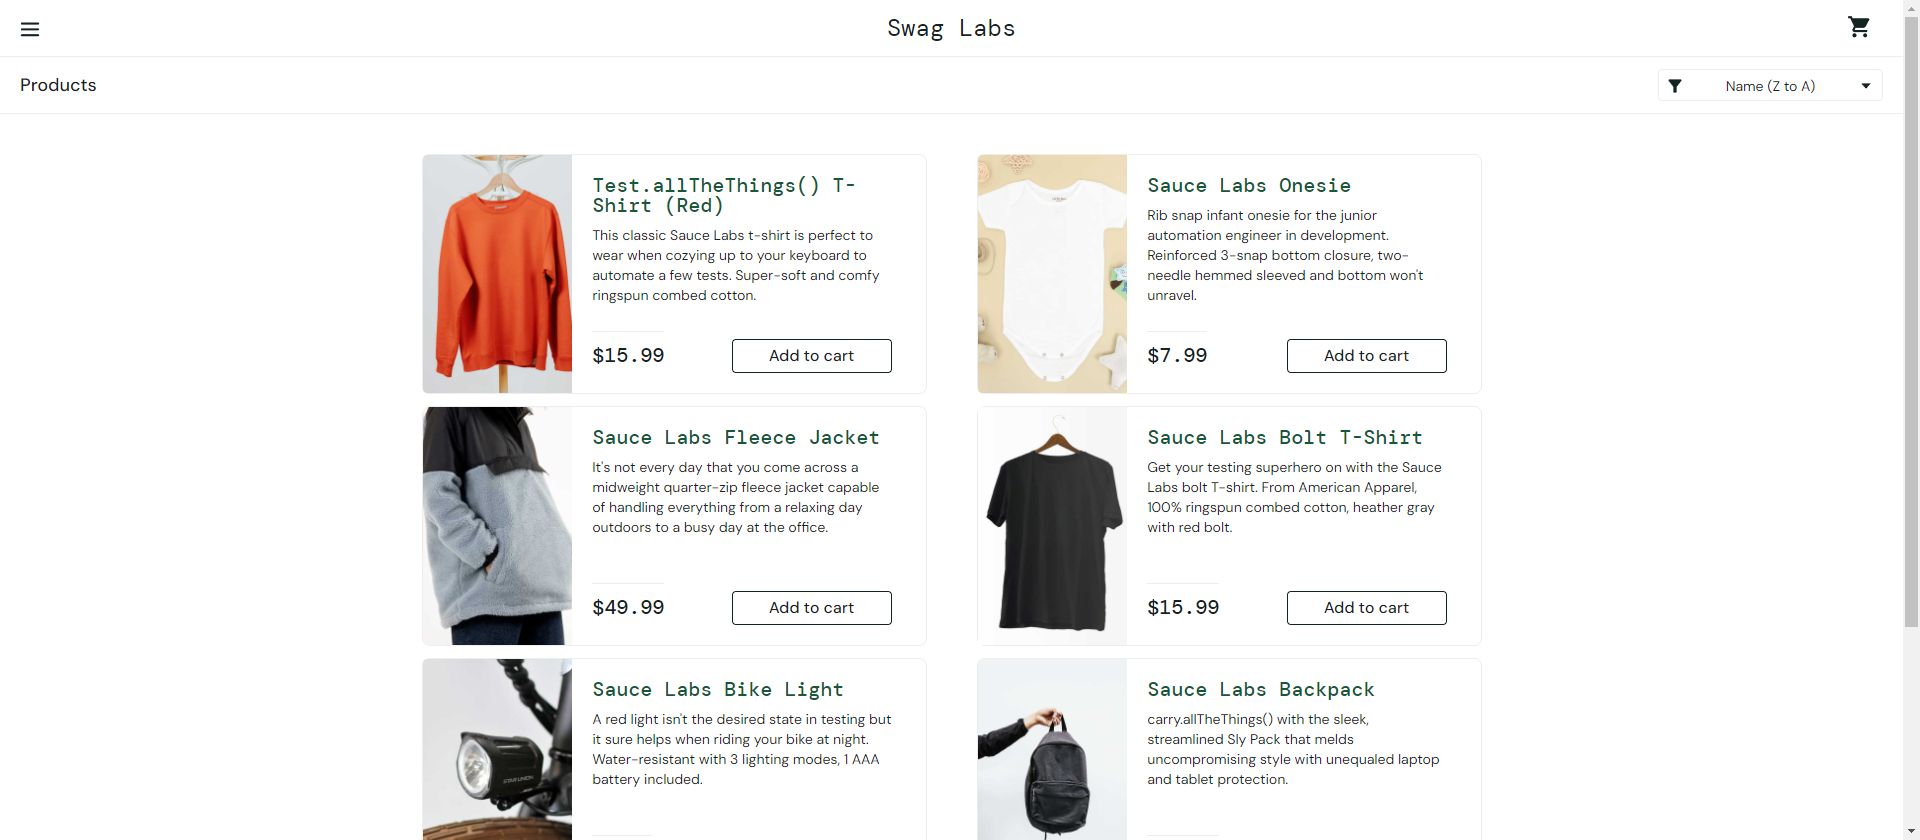 Swag Labs
Products
Name (Z to A)
Test.allTheThings() T-
Shirt (Red)
This classic Sauce Labs t-shirt is perfect to
wear when cozying up to your keyboard to
automate a few tests. Super-soft and comfy
ringspun combed cotton.
$15.99
Add to cart
Sauce Labs Onesie
Rib snap infant onesie for the junior
automation engineer in development.
Reinforced 3-snap bottom closure, two-
needle hemmed sleeved and bottom won't
unravel.
$7.99
Add to cart
Sauce Labs Fleece Jacket
It's not every day that you come across a
midweight quarter-zip fleece jacket capable
of handling everything from a relaxing day
outdoors to a busy day at the office.
$49.99
Add to cart
Sauce Labs Bolt T-Shirt
Get your testing superhero on with the Sauce
Labs bolt T-shirt. From American Apparel,
100% ringspun combed cotton, heather gray
with red bolt.
$15.99
Add to cart
Sauce Labs Bike Light
A red light isn't the desired state in testing but
it sure helps when riding your bike at night.
Water-resistant with 3 lighting modes, 1 AAA
battery included.
STAR UNION
Sauce Labs Backpack
carry.allTheThings() with the sleek,
streamlined Sly Pack that melds
uncompromising style with unequaled laptop
and tablet protection.